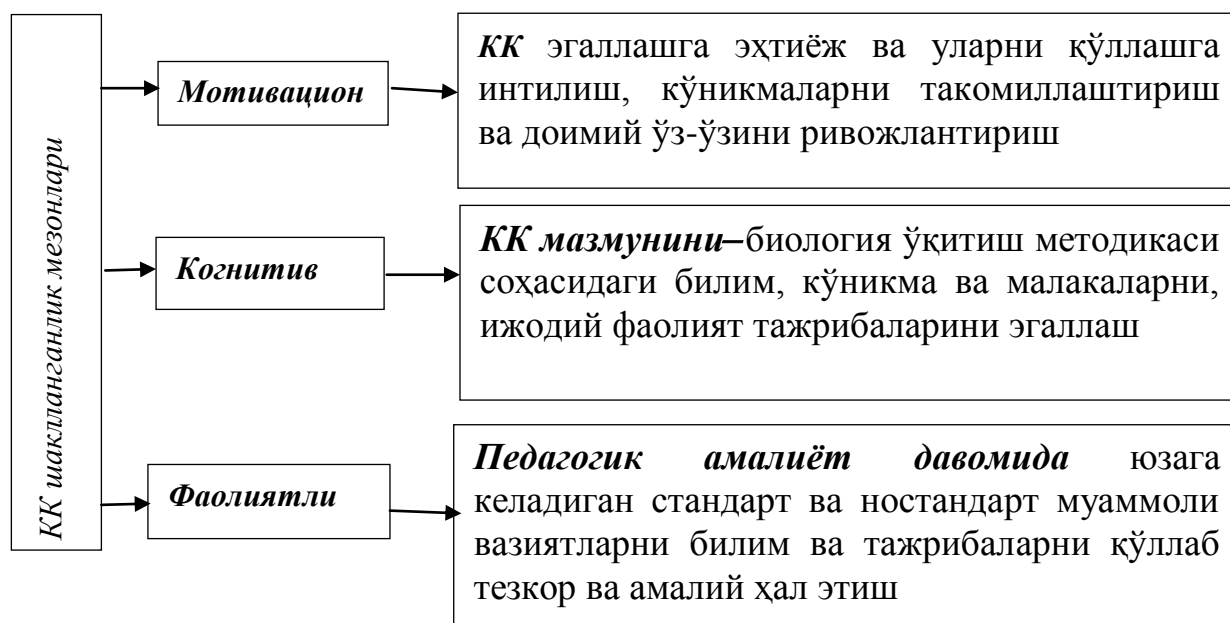 КК шаклланганлик мезонлари
Мотивацион
КК эгаллашга эҳтиёж ва уларни қўллашга
интилиш, кўникмаларни такомиллаштириш
ва доимий ўз-ўзини ривожлантириш
Когнитив
КК мазмунини–биология ўқитиш методикаси
соҳасидаги билим, кўникма ва малакаларни,
ижодий фаолият тажрибаларини эгаллаш
Фаолиятли
Педагогик амалиёт давомида юзага
келадиган стандарт ва ностандарт муаммоли
вазиятларни билим ва тажрибаларни қўллаб
тезкор ва амалий ҳал этиш